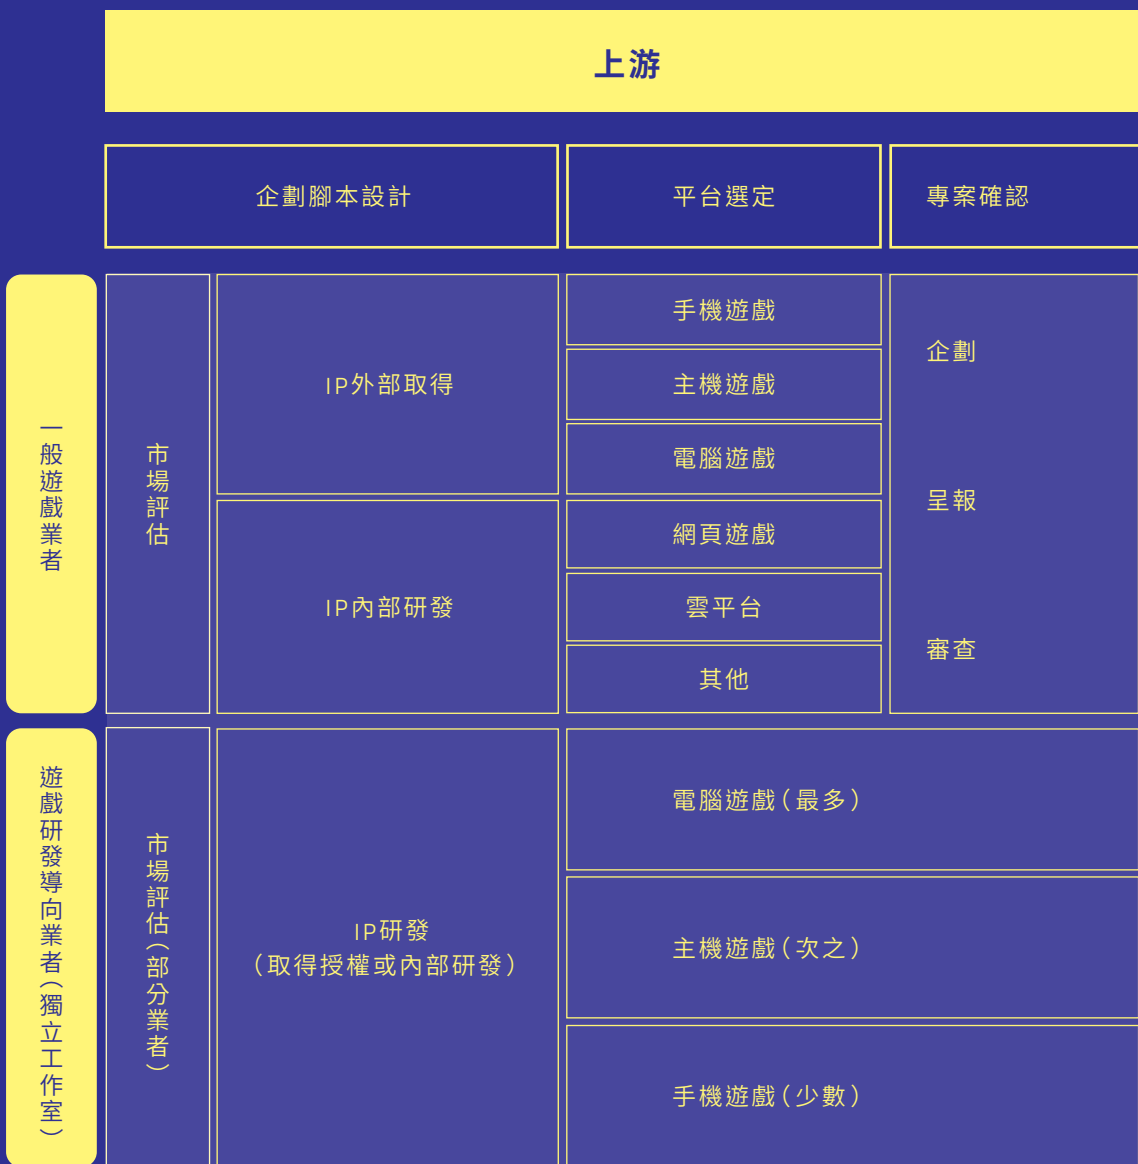 上游
企劃腳本設計
平台選定
專案確認
一般遊戲業者
市場評估
IP外部取得
IP內部研發
手機遊戲
主機遊戲
電腦遊戲
網頁遊戲
雲平台
其他
企劃
呈報
審查
遊戲研發導向業者(獨立工作室)
市場評估(部分業者)
IP研發
(取得授權或內部研發)
電腦遊戲(最多)
主機遊戲(次之)
手機遊戲(少數)